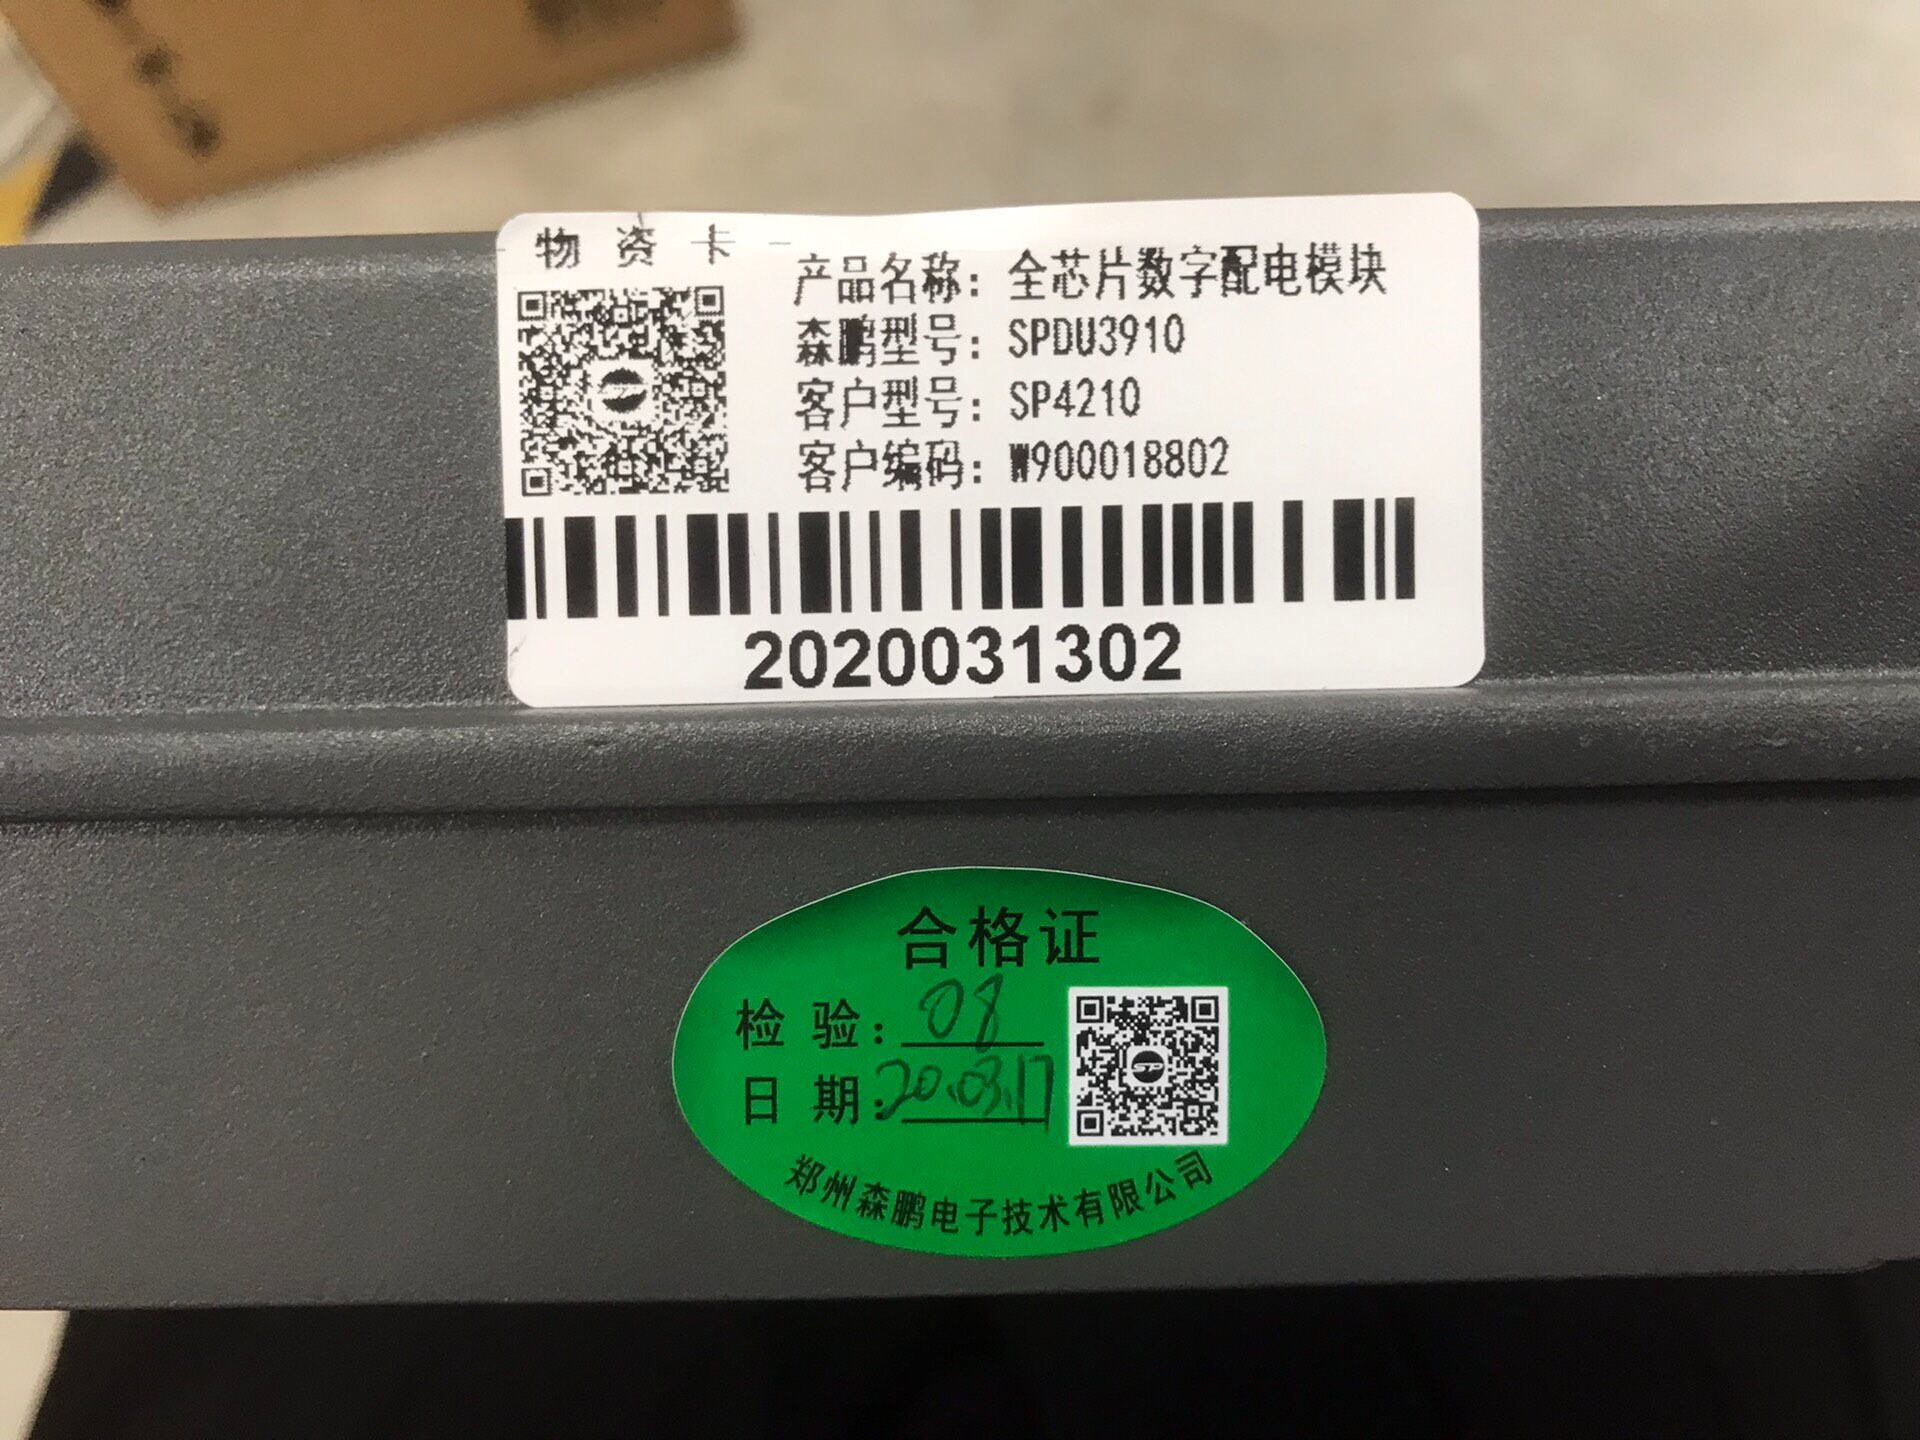 物资卡
产品名称：全芯片数字配电模块
森鹏型号：SPDU3910
客户型号：SP4210
客户编码：W900018802
2020031302
合格证
检验：08
日期：20.03.17
郑州森鹏电子技术有限公司